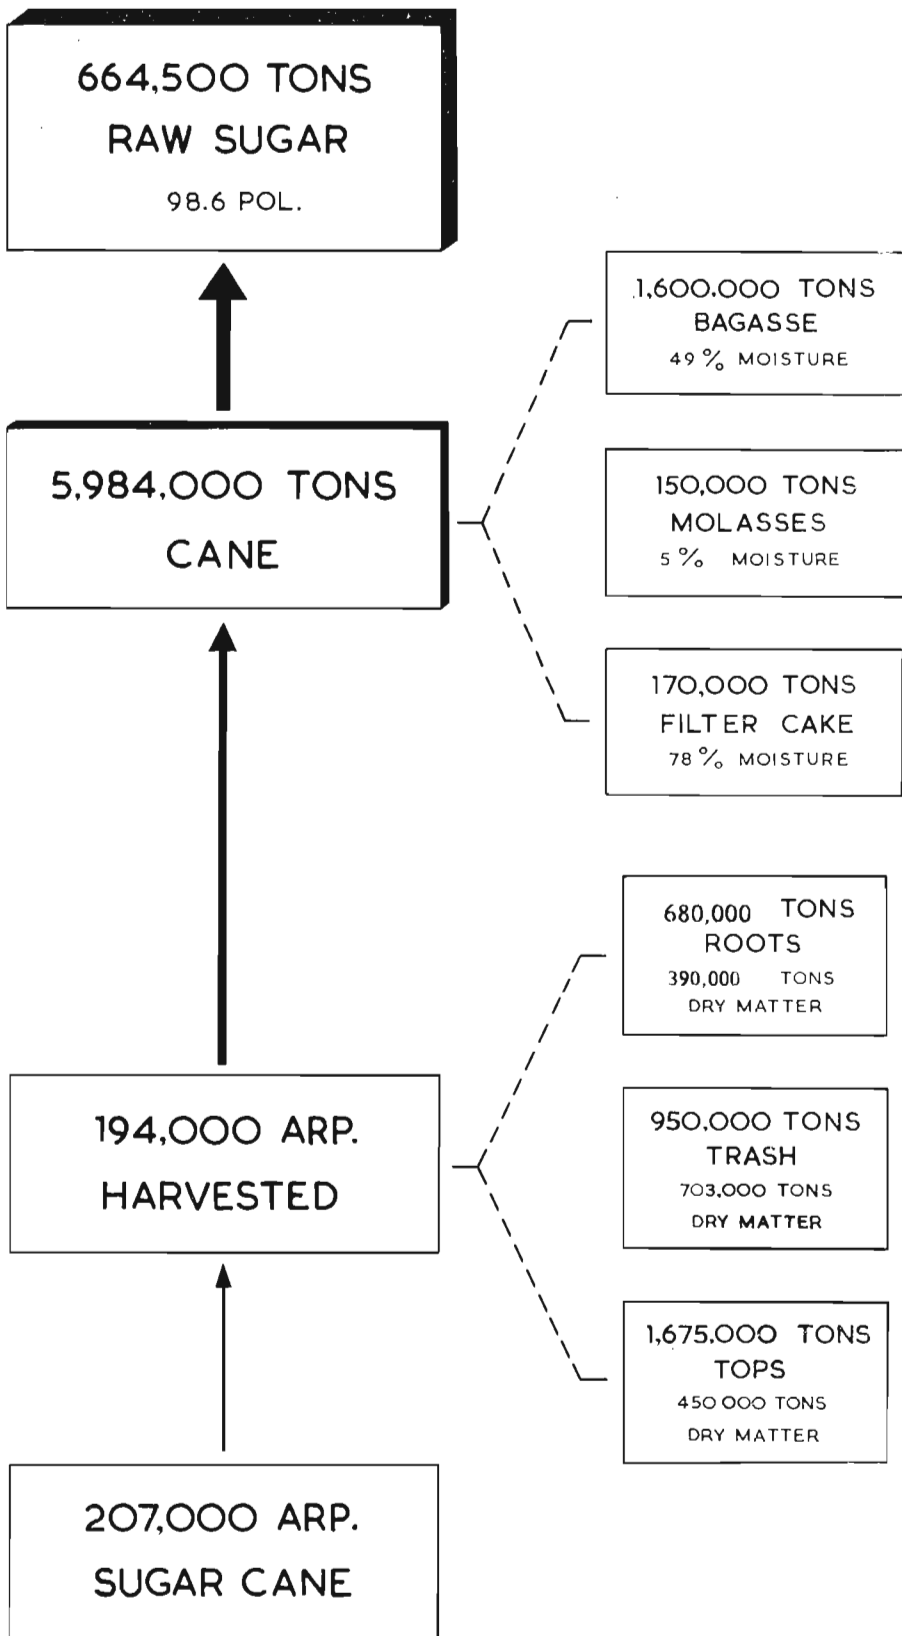 664,500 TONS
RAW SUGAR
98.6 POL.
1,600.000 TONS
BAGASSE
49 % MOISTURE
5,984,000 TONS
CANE
150,000 TONS
MOLASSES
5 % MOISTURE
170,000 TONS
FILTER CAKE
78 % MOISTURE
680,000 TONS
ROOTS
390,000 TONS
DRY MATTER
194,000 ARP.
HARVESTED
950,000 TONS
TRASH
703,000 TONS
DRY MATTER
1,675,000 TONS
TOPS
450 000 TONS
DRY MATTER
207,000 ARP.
SUGAR CANE